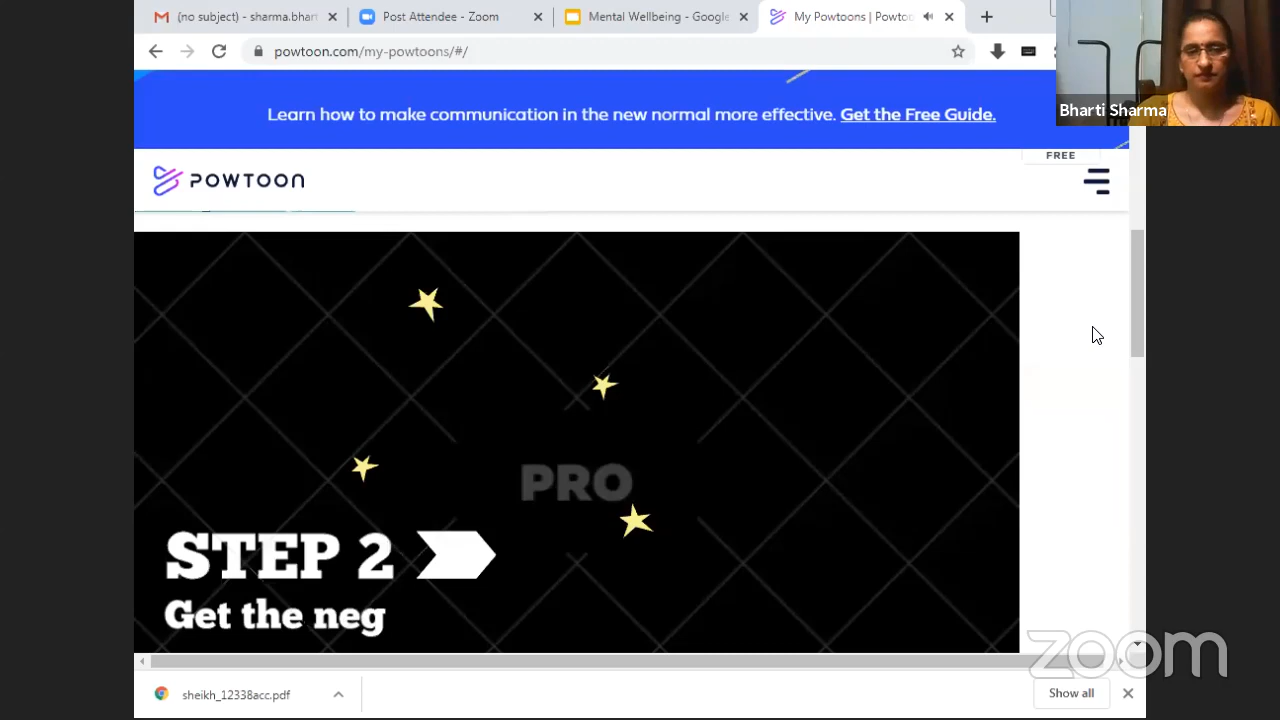 (no subject) - sharma.bhart
Post Attendee - Zoom
Mental Wellbeing - Google
My Powtoons | Powtoo
powtoon.com/my-powtoons/#/
Bharti Sharma
Learn how to make communication in the new normal more effective. Get the Free Guide.
FREE
POWTOON
PRO
STEP 2
Get the neg
zoom
sheikh_12338acc.pdf
Show all